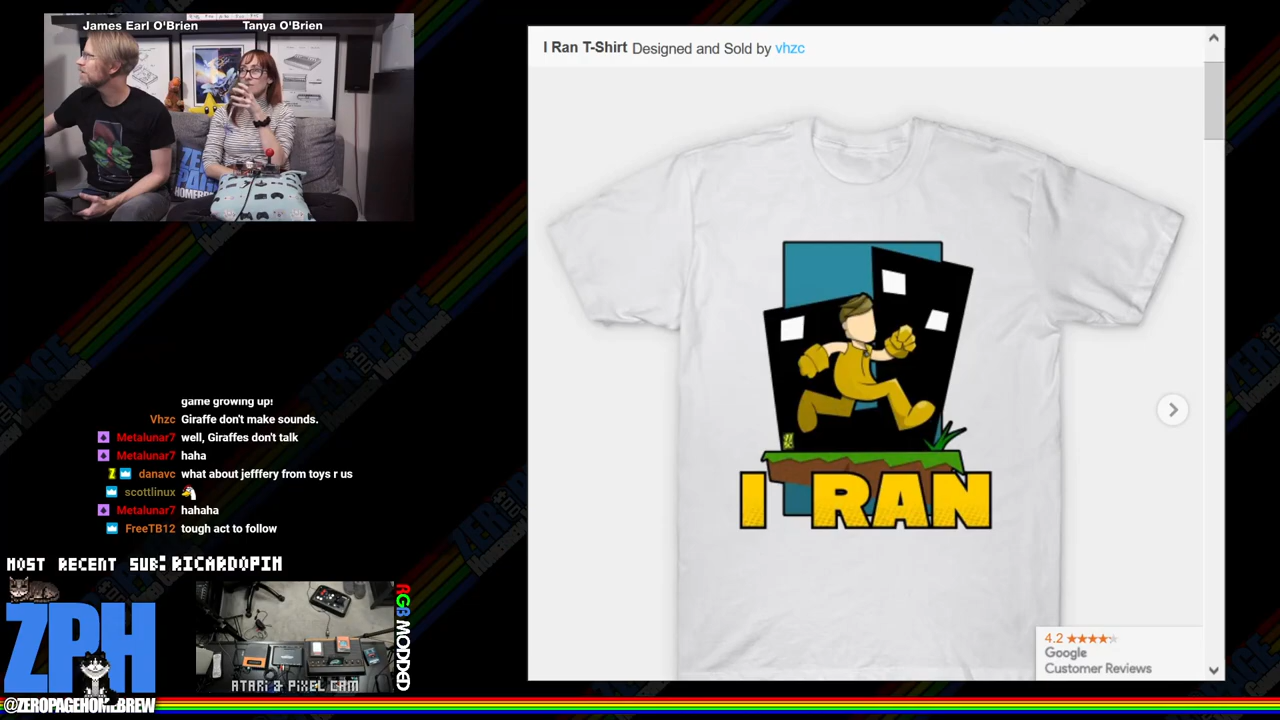 James Earl O'Brien
Tanya O'Brien
I Ran T-Shirt Designed and Sold by vhzc
I RAN
4.2
Google
Customer Reviews
game growing up!
Vhzc Giraffe don't make sounds.
Metalunar7 well, Giraffes don't talk
Metalunar7 haha
danavc what about jefffery from toys r us
scottlinux
Metalunar7 hahaha
FreeTB12 tough act to follow
MOST RECENT SUB: RICARDOPIM
ZPH
@ZEROPAGEHOMEBREW
RGB MODDED
ATARI & PIXEL CAM